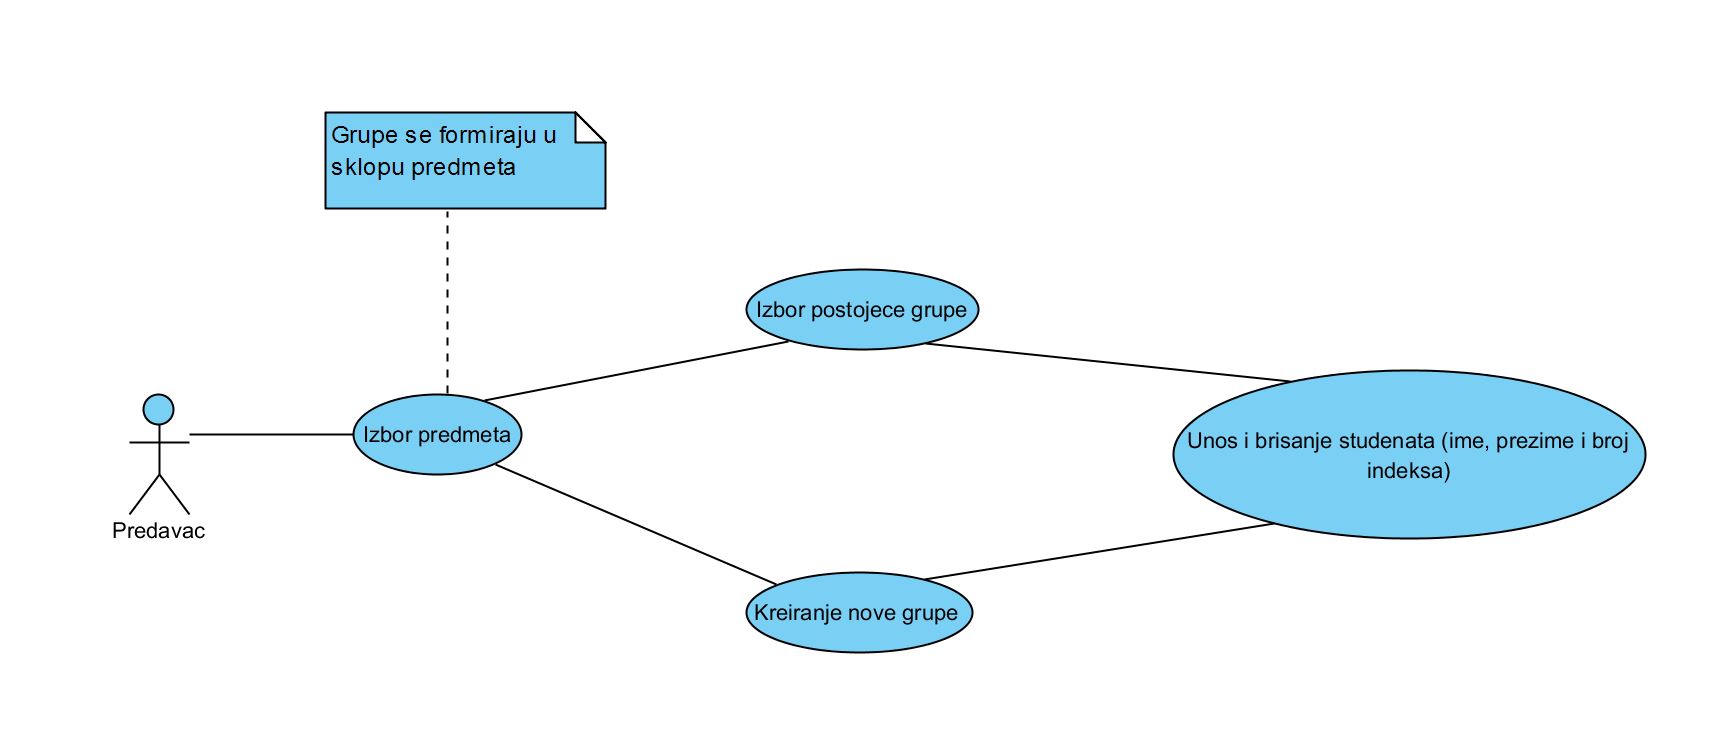 Grupe se formiraju u
sklopu predmeta
Izbor postojece grupe
Izbor predmeta
Unos i brisanje studenata (ime, prezime i broj
indeksa)
Predavac
Kreiranje nove grupe